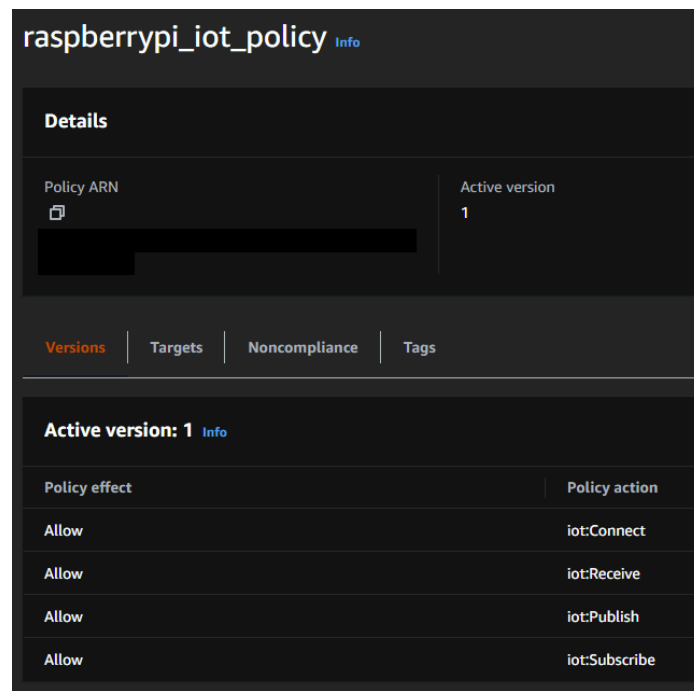 raspberrypi_iot_policy Info
Details
Policy ARN
Active version
1
Versions Targets Noncompliance Tags
Active version: 1 Info
Policy effect Policy action
Allow iot:Connect
Allow iot:Receive
Allow iot:Publish
Allow iot:Subscribe